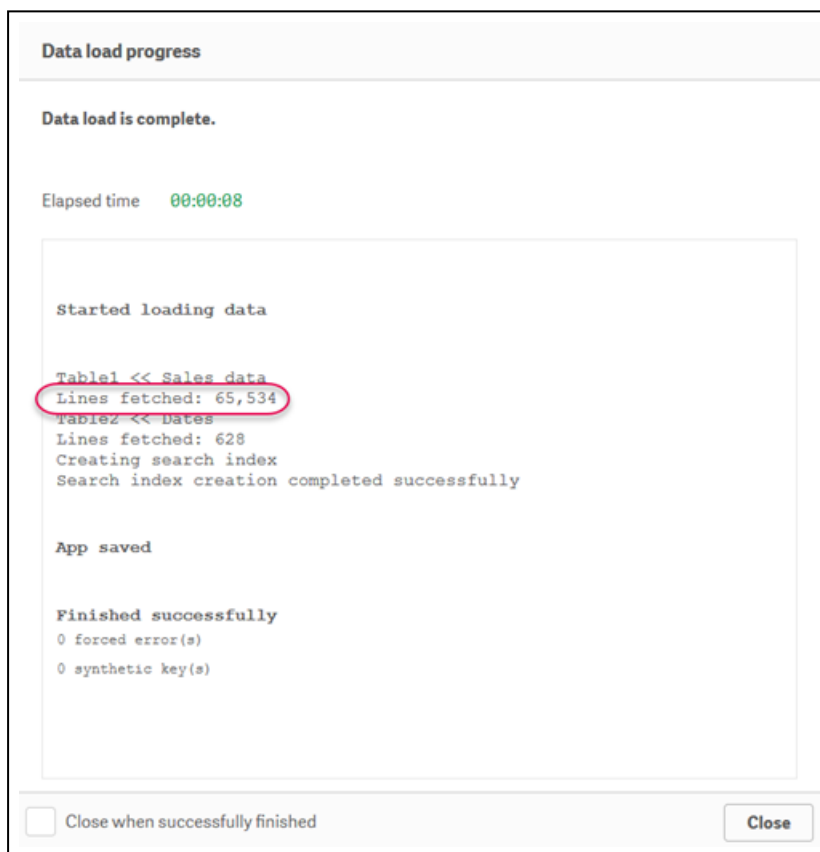 Data load progress
Data load is complete.
Elapsed time 00:00:08
Started loading data
Table1 << Sales data
Lines fetched: 65,534
Table2 << Dates
Lines fetched: 628
Creating search index
Search index creation completed successfully
App saved
Finished successfully
0 forced error(s)
0 synthetic key(s)
Close when successfully finished
Close